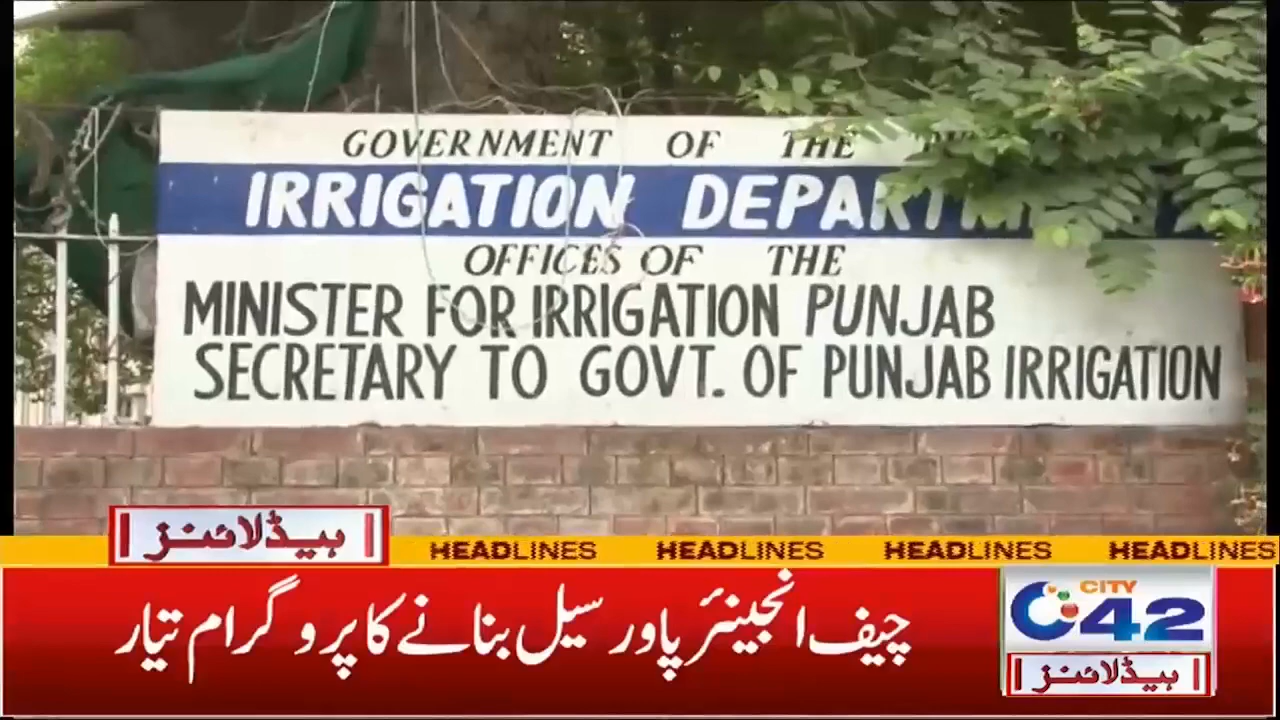 GOVERNMENT OF THE
IRRIGATION DEPARTM
OFFICES OF THE
MINISTER FOR IRRIGATION PUNJAB
SECRETARY TO GOVT. OF PUNJAB IRRIGATION
ہیڈلائنز
HEADLINES HEADLINES HEADLINES HEADLINES
چیف انجینئر پاور سیل بنانے کا پروگرام تیار
CITY
42
ہیڈلائنز